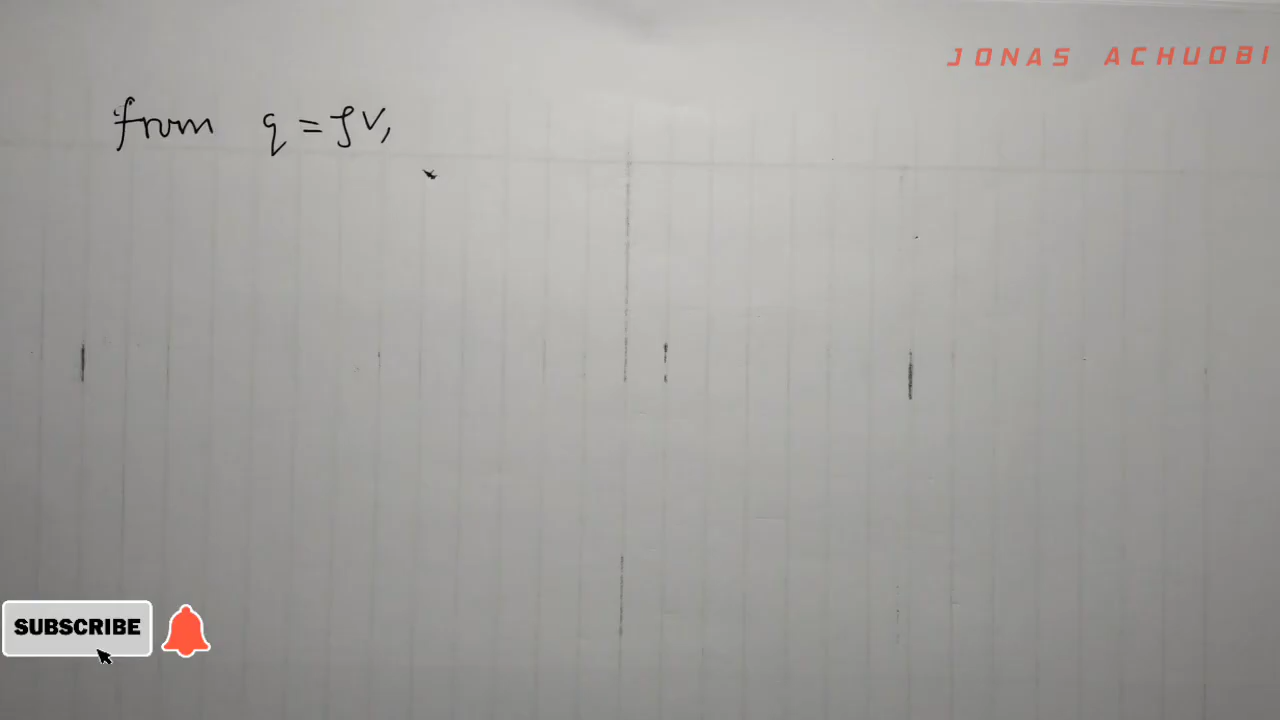 JONAS ACHUOBI
from q = ρV,
SUBSCRIBE